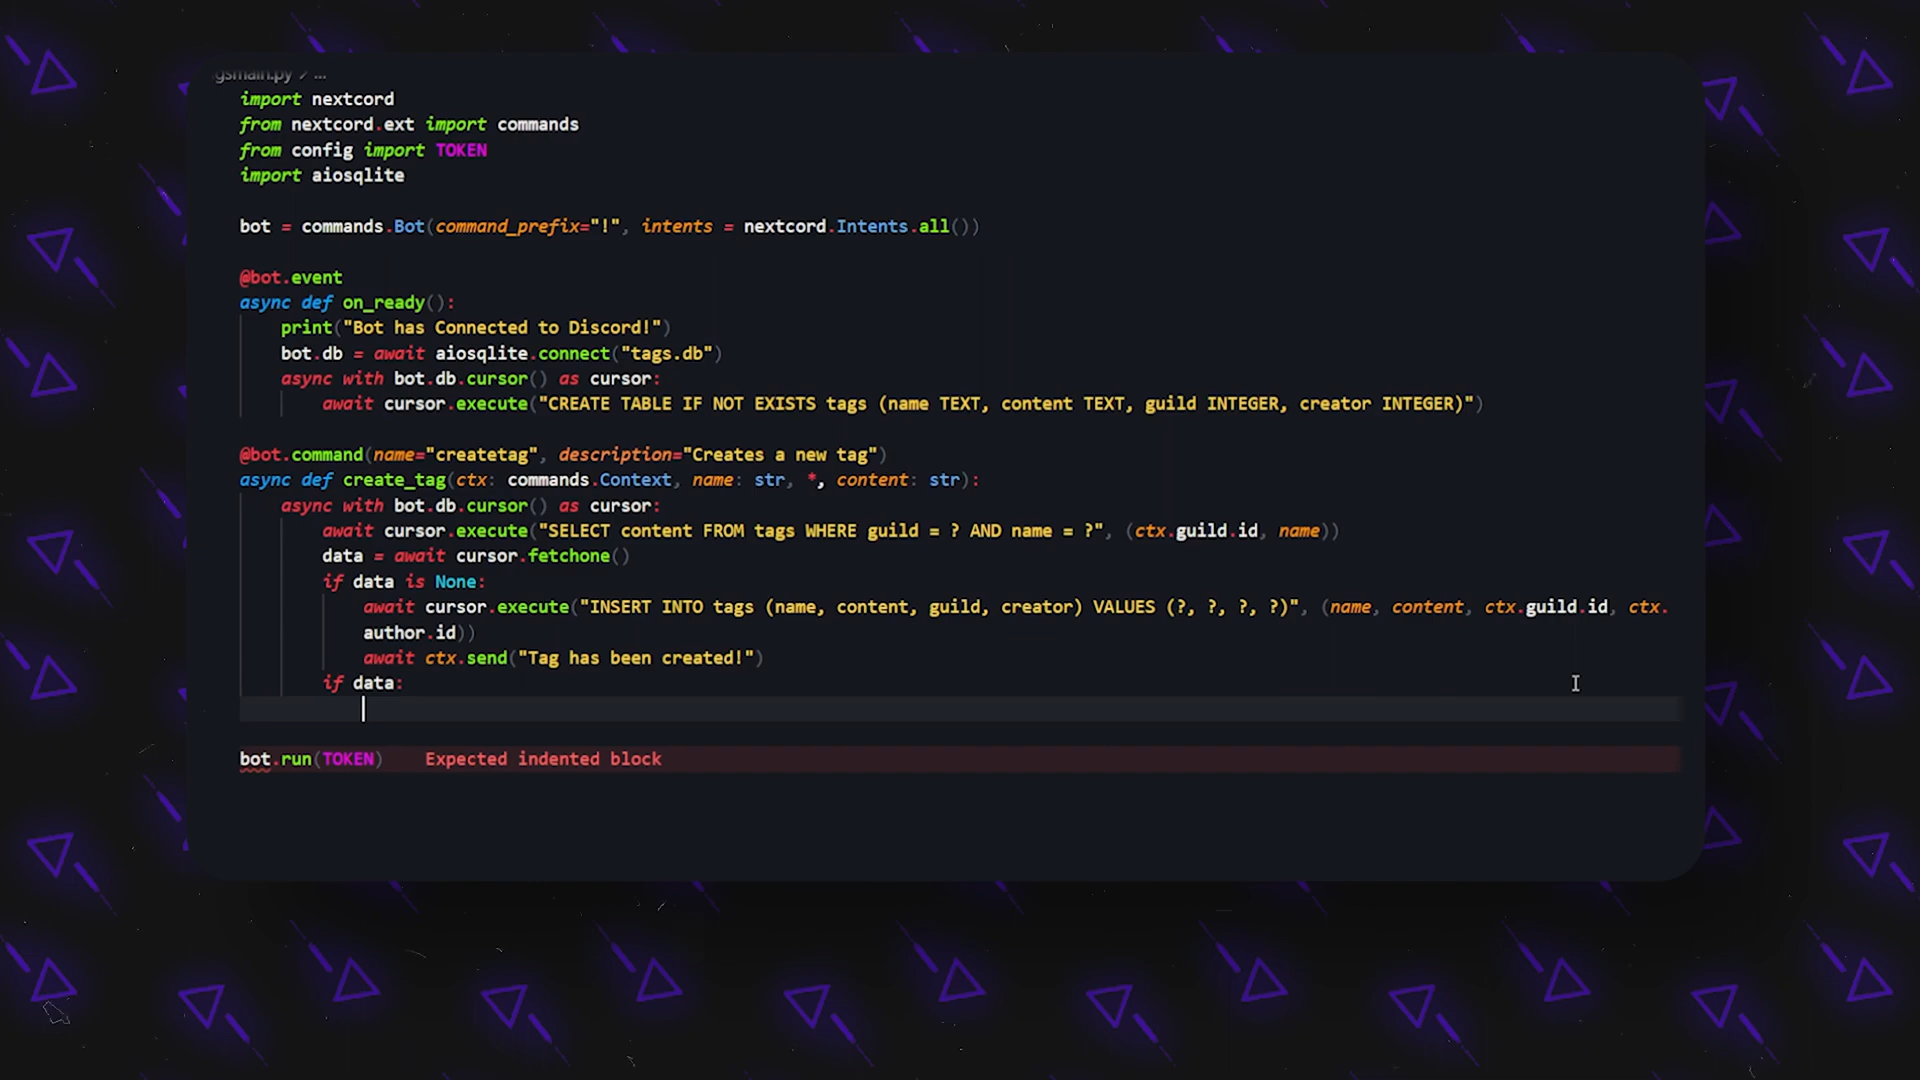 gsmain.py > ...
import nextcord
from nextcord.ext import commands
from config import TOKEN
import aiosqlite
bot = commands.Bot(command_prefix="!", intents = nextcord.Intents.all())
@bot.event
async def on_ready():
    print("Bot has Connected to Discord!")
    bot.db = await aiosqlite.connect("tags.db")
    async with bot.db.cursor() as cursor:
        await cursor.execute("CREATE TABLE IF NOT EXISTS tags (name TEXT, content TEXT, guild INTEGER, creator INTEGER)")
@bot.command(name="createtag", description="Creates a new tag")
async def create_tag(ctx: commands.Context, name: str, *, content: str):
    async with bot.db.cursor() as cursor:
        await cursor.execute("SELECT content FROM tags WHERE guild = ? AND name = ?", (ctx.guild.id, name))
        data = await cursor.fetchone()
        if data is None:
            await cursor.execute("INSERT INTO tags (name, content, guild, creator) VALUES (?, ?, ?, ?)", (name, content, ctx.guild.id, ctx.
            author.id))
            await ctx.send("Tag has been created!")
        if data:
bot.run(TOKEN)    Expected indented block